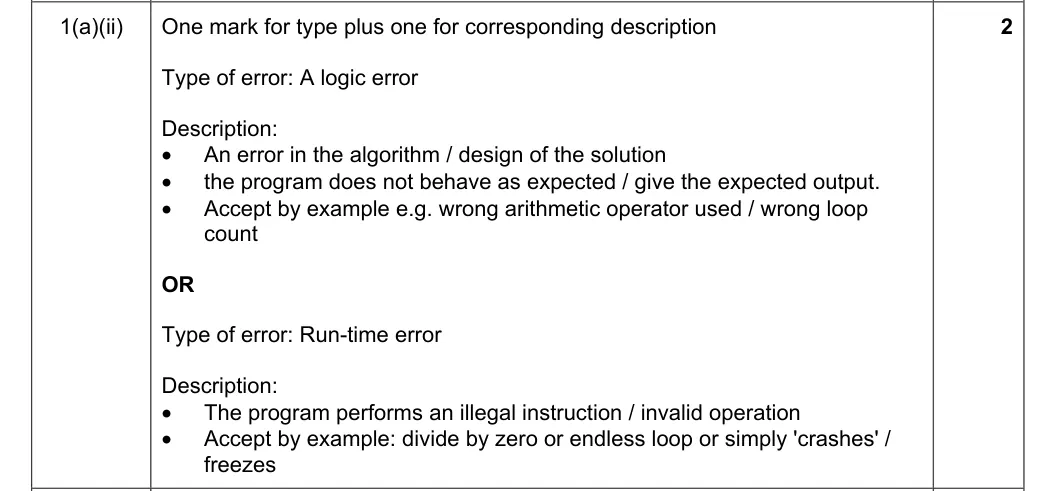 1(a)(ii)
One mark for type plus one for corresponding description
2
Type of error: A logic error
Description:
• An error in the algorithm / design of the solution
• the program does not behave as expected / give the expected output.
• Accept by example e.g. wrong arithmetic operator used / wrong loop
count
OR
Type of error: Run-time error
Description:
• The program performs an illegal instruction / invalid operation
• Accept by example: divide by zero or endless loop or simply 'crashes' /
freezes